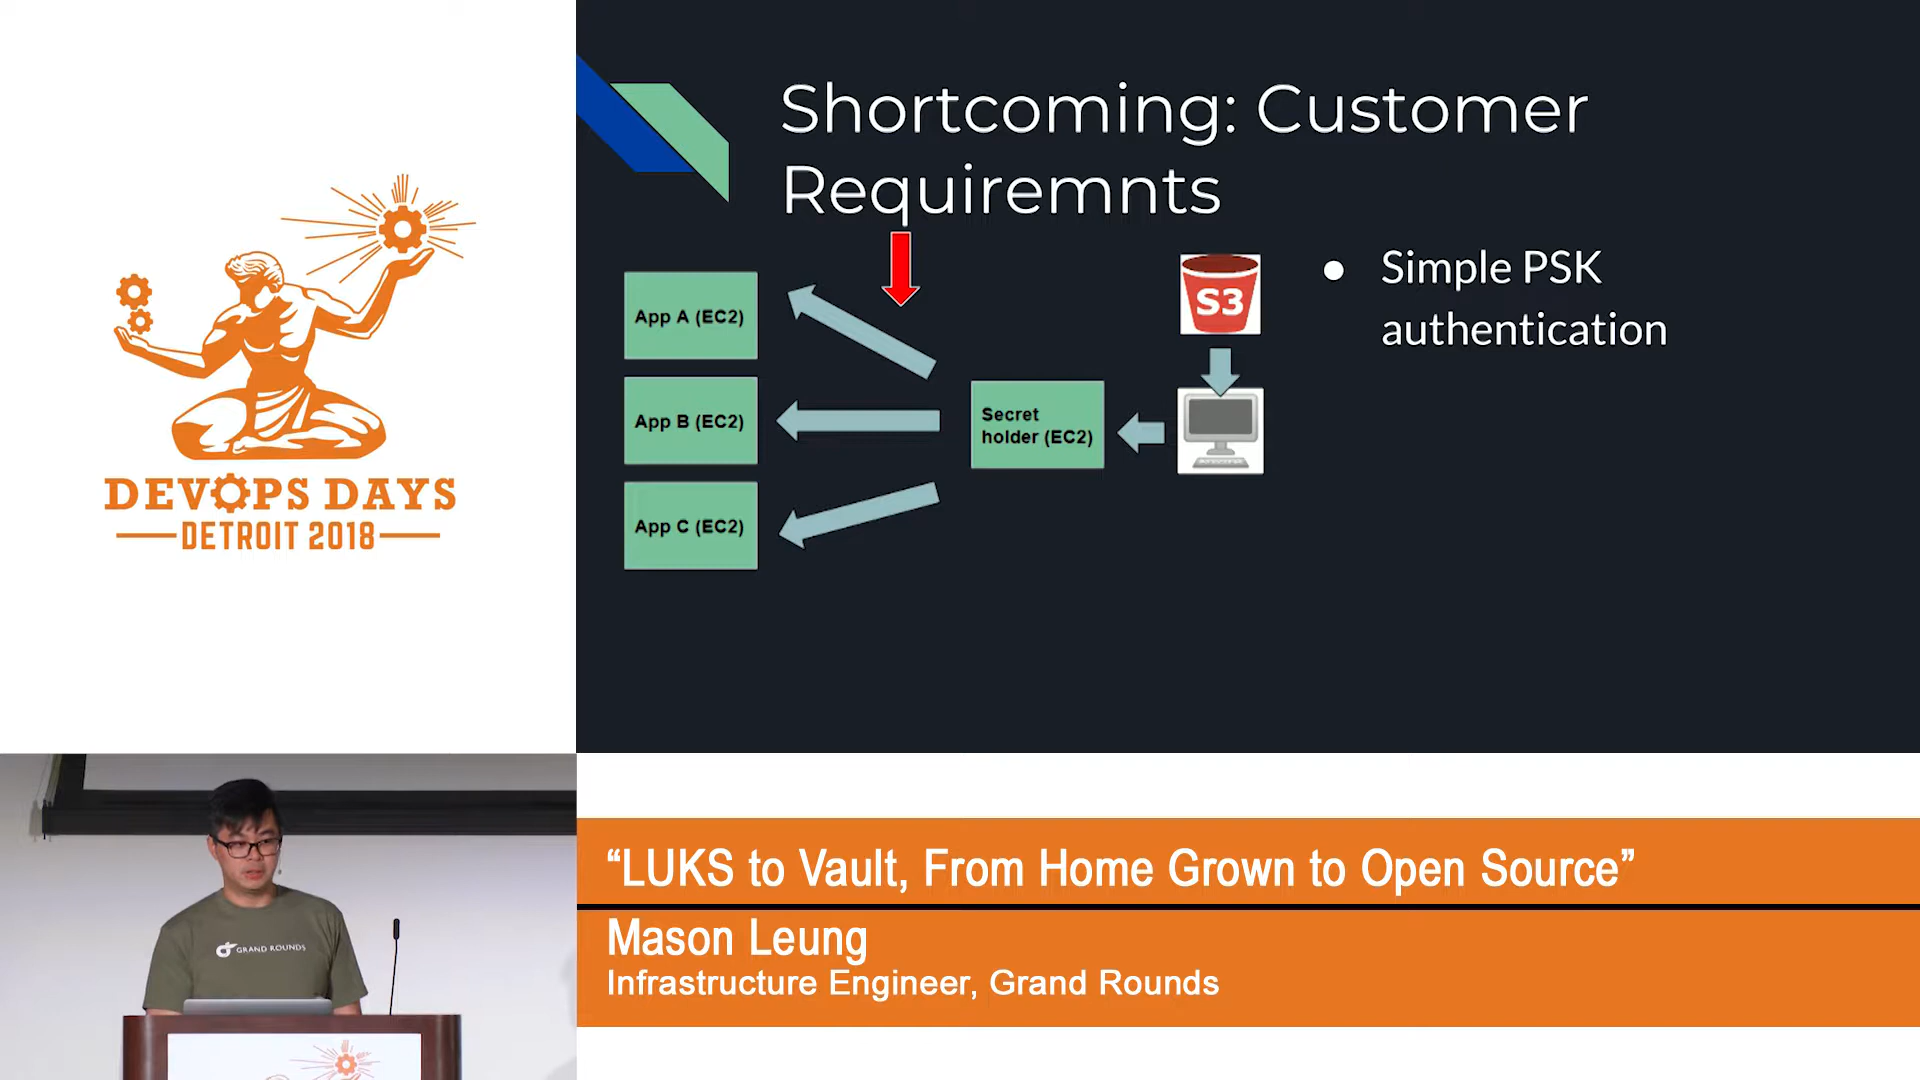 Shortcoming: Customer
Requiremnts
App A (EC2)
App B (EC2)
App C (EC2)
Secret
holder (EC2)
S3
● Simple PSK
authentication
DEVOPS DAYS
DETROIT 2018
GRAND ROUNDS
“LUKS to Vault, From Home Grown to Open Source”
Mason Leung
Infrastructure Engineer, Grand Rounds